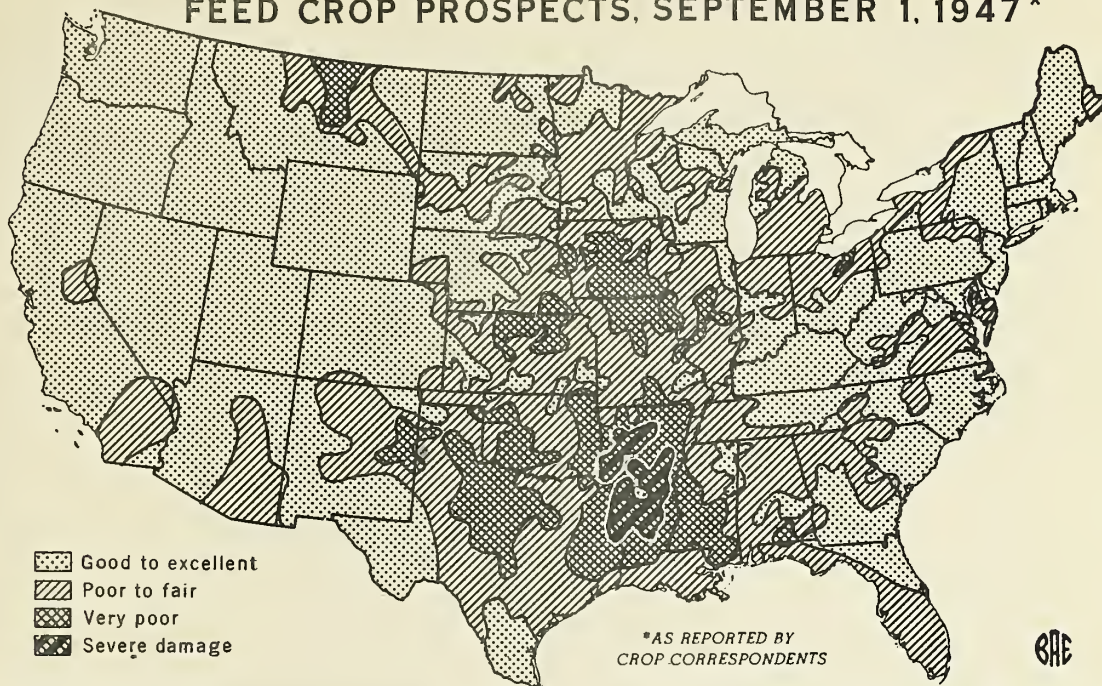 FEED CROP PROSPECTS, SEPTEMBER 1, 1947*
Good to excellent
Poor to fair
Very poor
Severe damage
*AS REPORTED BY
CROP CORRESPONDENTS
BAE